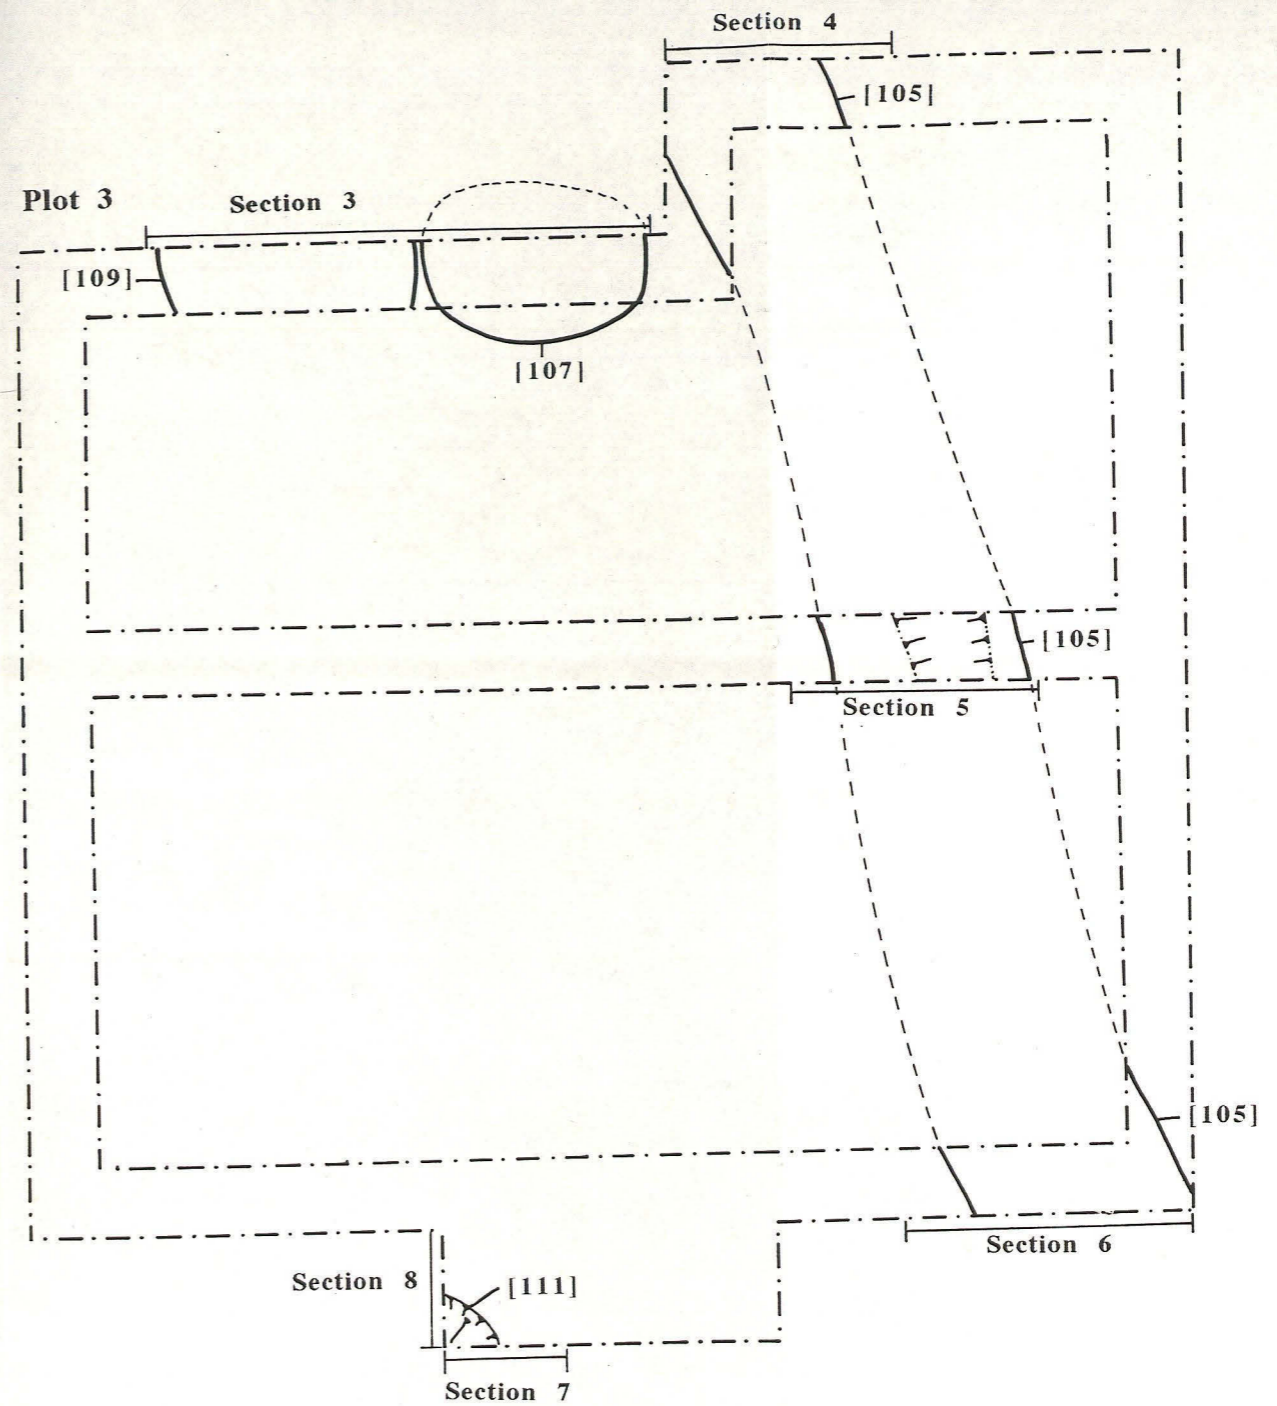 Section 4
[105]
Plot 3
Section 3
[109]
[107]
[105]
Section 5
[105]
Section 6
Section 8
[111]
Section 7